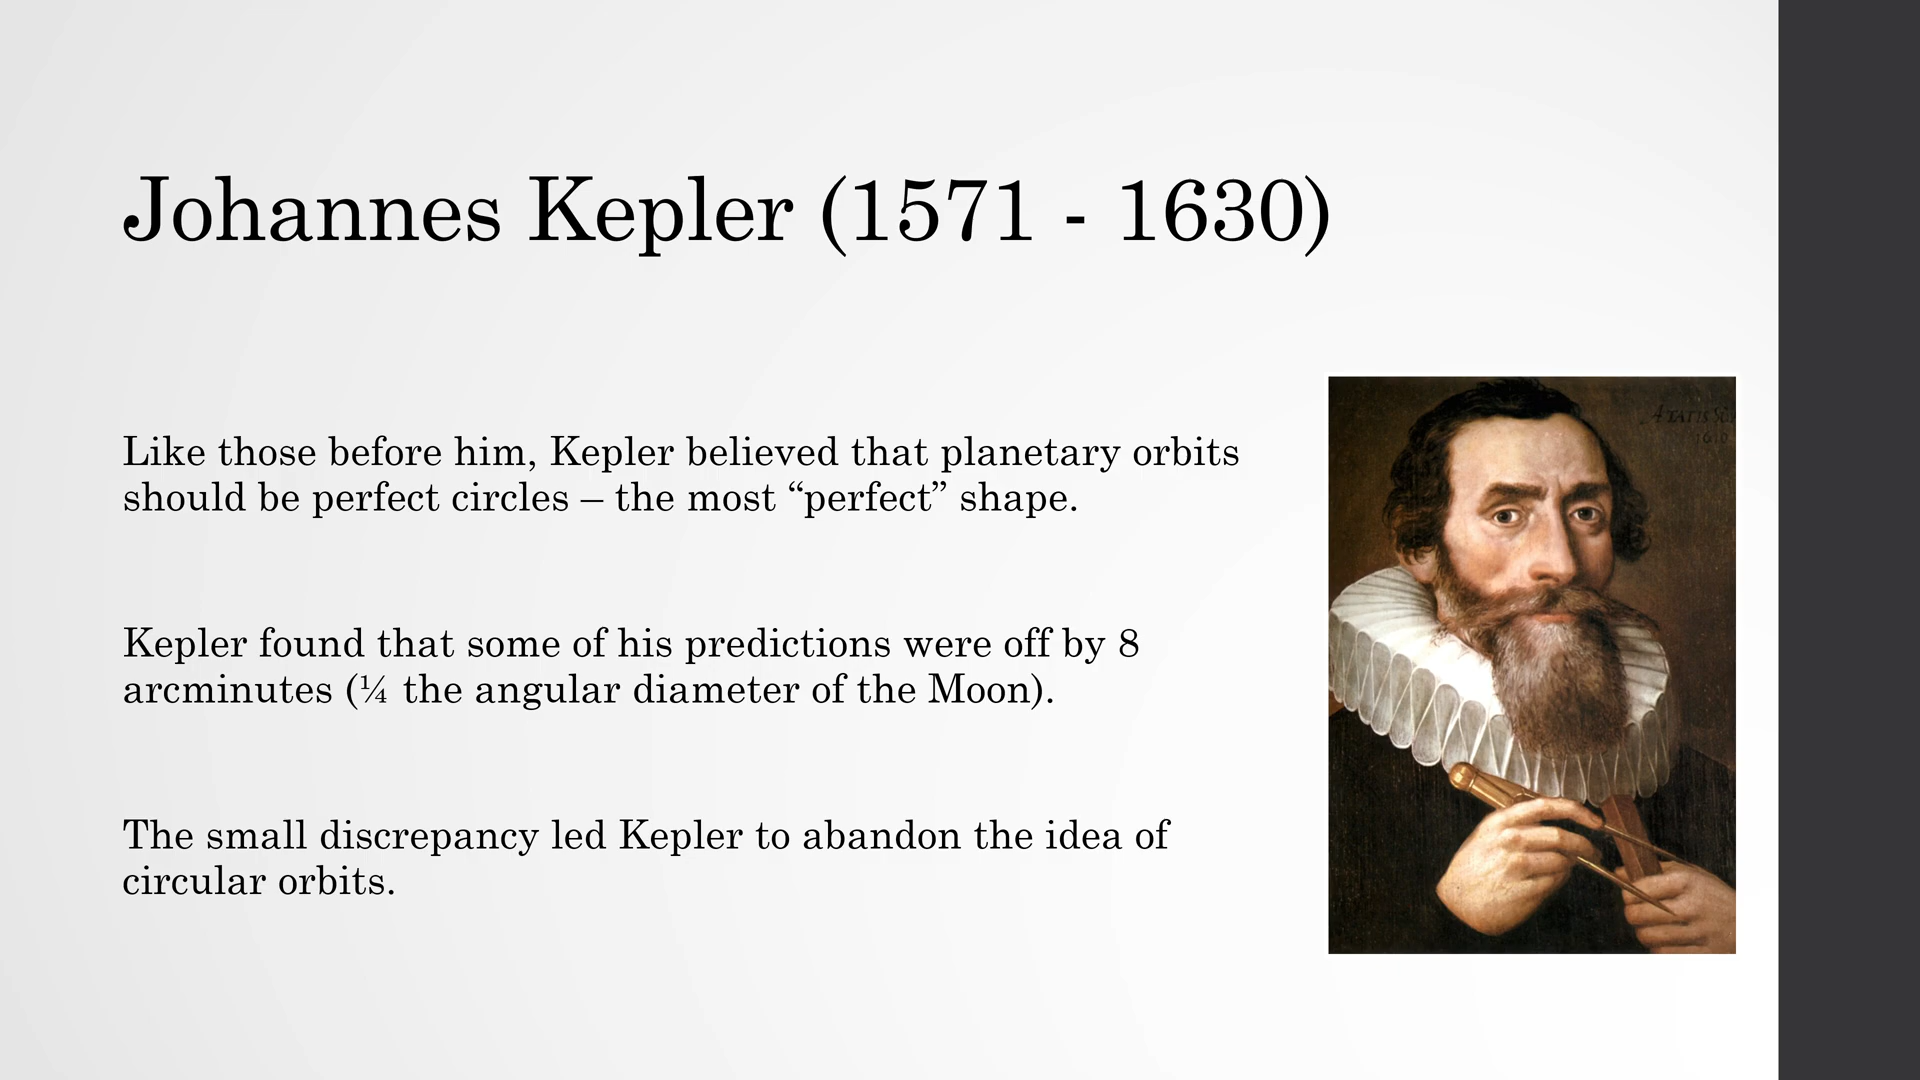 Johannes Kepler (1571 - 1630)
Like those before him, Kepler believed that planetary orbits
should be perfect circles – the most “perfect” shape.
Kepler found that some of his predictions were off by 8
arcminutes (¼ the angular diameter of the Moon).
The small discrepancy led Kepler to abandon the idea of
circular orbits.
1610